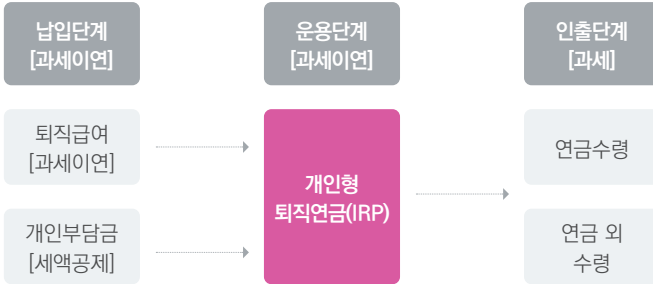 납입단계
[과세이연]
운용단계
[과세이연]
인출단계
[과세]
퇴직급여
[과세이연]
개인부담금
[세액공제]
개인형
퇴직연금(IRP)
연금수령
연금 외
수령